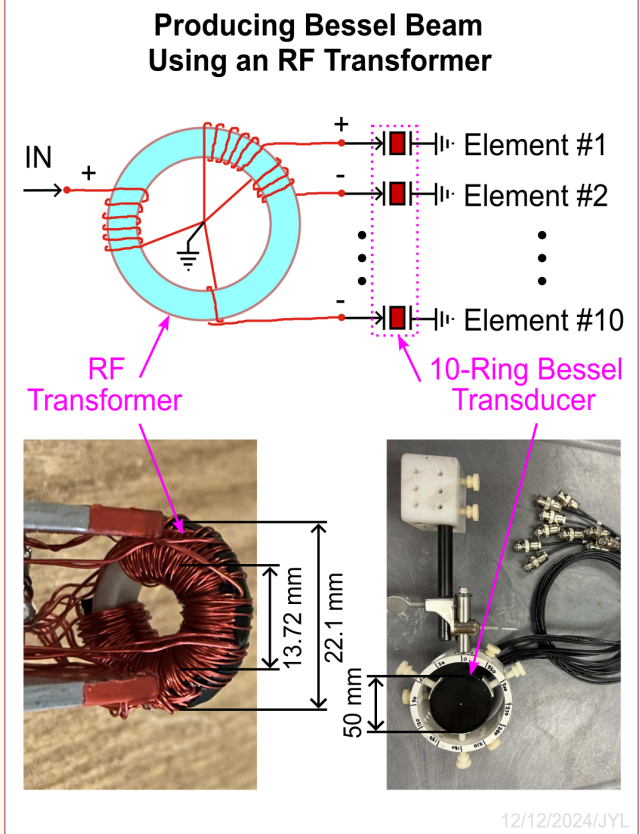 Producing Bessel Beam
Using an RF Transformer
IN
+
+
Element #1
-
Element #2
-
Element #10
RF
Transformer
10-Ring Bessel
Transducer
13.72 mm
22.1 mm
50 mm
0
12/12/2024/JYL